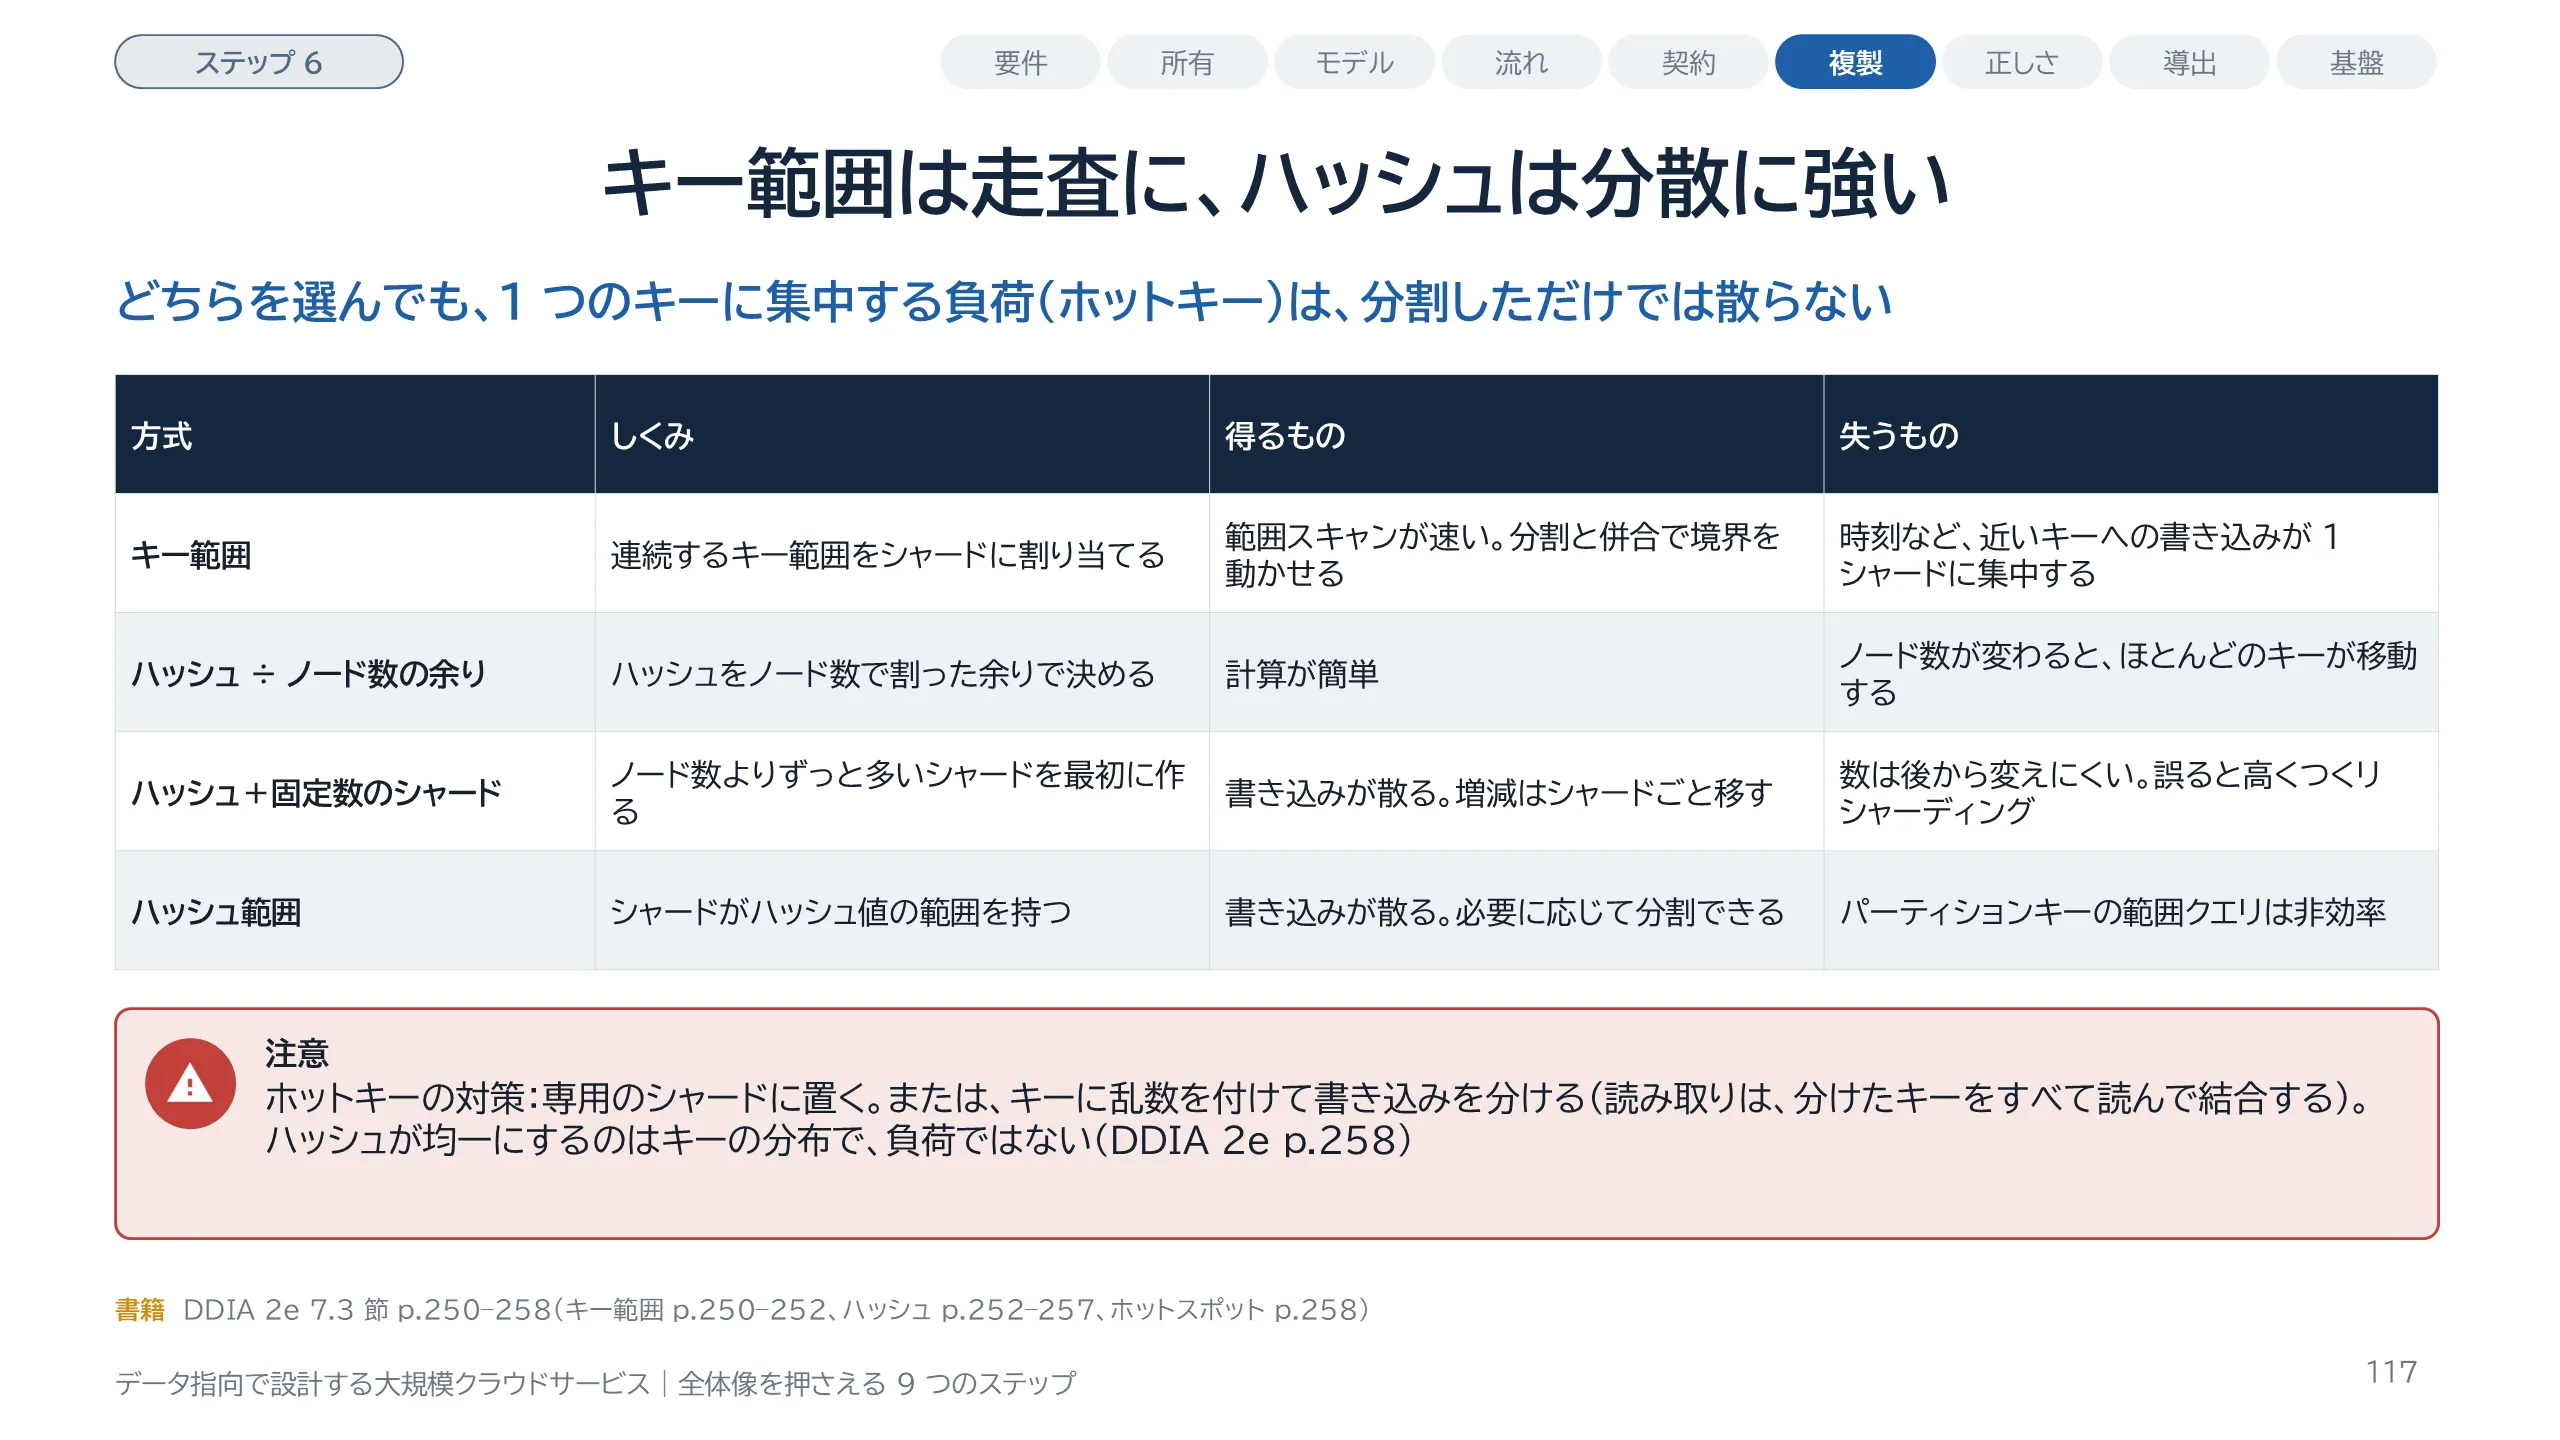 ステップ 6
要件
所有
モデル
流れ
契約
複製
正しさ
導出
基盤
キー範囲は走査に、ハッシュは分散に強い
どちらを選んでも、1 つのキーに集中する負荷（ホットキー）は、分割しただけでは散らない
方式
しくみ
得るもの
失うもの
キー範囲
連続するキー範囲をシャードに割り当てる
範囲スキャンが速い。分割と併合で境界を
動かせる
時刻など、近いキーへの書き込みが 1
シャードに集中する
ハッシュ ÷ ノード数の余り
ハッシュをノード数で割った余りで決める
計算が簡単
ノード数が変わると、ほとんどのキーが移動
する
ハッシュ＋固定数のシャード
ノード数よりずっと多いシャードを最初に作
る
書き込みが散る。増減はシャードごと移す
数は後から変えにくい。誤ると高くつくリ
シャーディング
ハッシュ範囲
シャードがハッシュ値の範囲を持つ
書き込みが散る。必要に応じて分割できる
パーティションキーの範囲クエリは非効率
注意
ホットキーの対策：専用のシャードに置く。または、キーに乱数を付けて書き込みを分ける（読み取りは、分けたキーをすべて読んで結合する）。
ハッシュが均一にするのはキーの分布で、負荷ではない（DDIA 2e p.258）
書籍 DDIA 2e 7.3 節 p.250–258（キー範囲 p.250–252、ハッシュ p.252–257、ホットスポット p.258）
データ指向で設計する大規模クラウドサービス｜全体像を押さえる 9 つのステップ
117